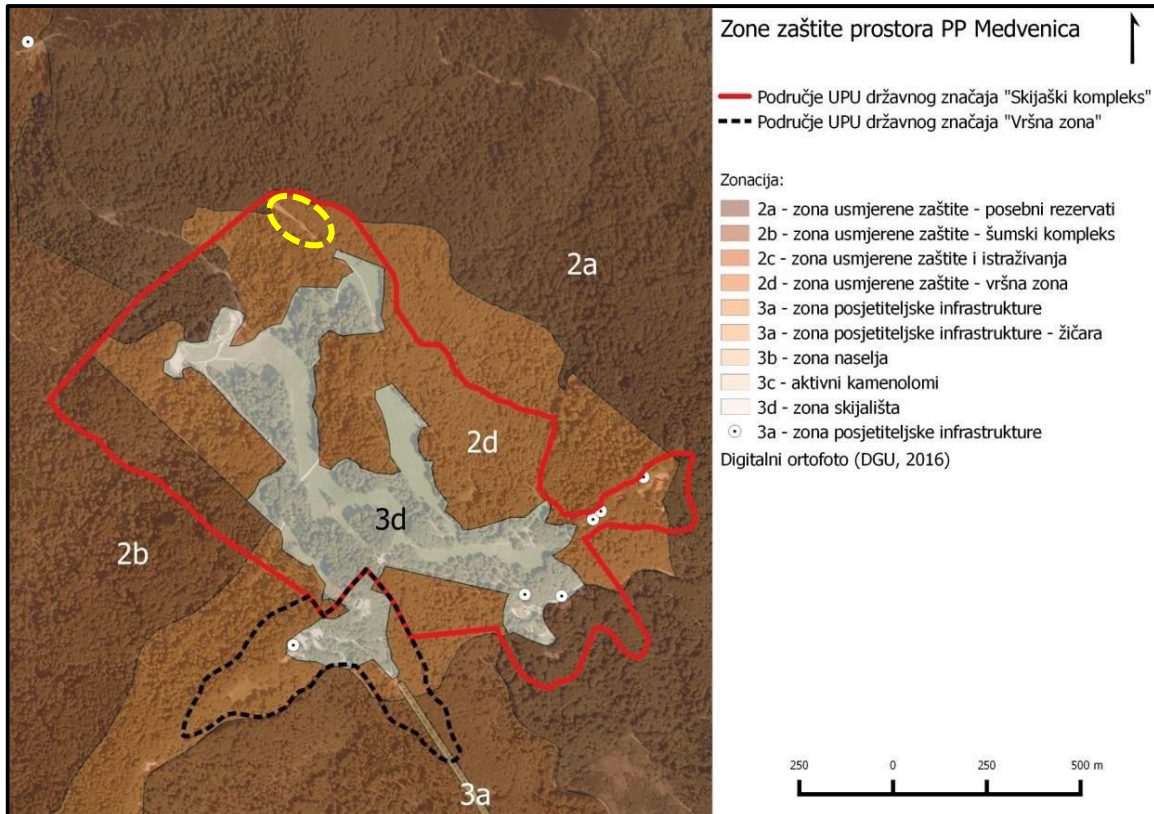 Zone zaštite prostora PP Medvenica
Područje UPU državnog značaja "Skijaški kompleks"
Područje UPU državnog značaja "Vršna zona"
Zonacija:
2a - zona usmjerene zaštite - posebni rezervati
2b - zona usmjerene zaštite - šumski kompleks
2c - zona usmjerene zaštite i istraživanja
2d - zona usmjerene zaštite - vršna zona
3a - zona posjetiteljske infrastrukture
3a - zona posjetiteljske infrastrukture - žičara
3b - zona naselja
3c - aktivni kamenolomi
3d - zona skijališta
3a - zona posjetiteljske infrastrukture
Digitalni ortofoto (DGU, 2016)
250 0 250 500 m
2a
2d
3d
2b
3a